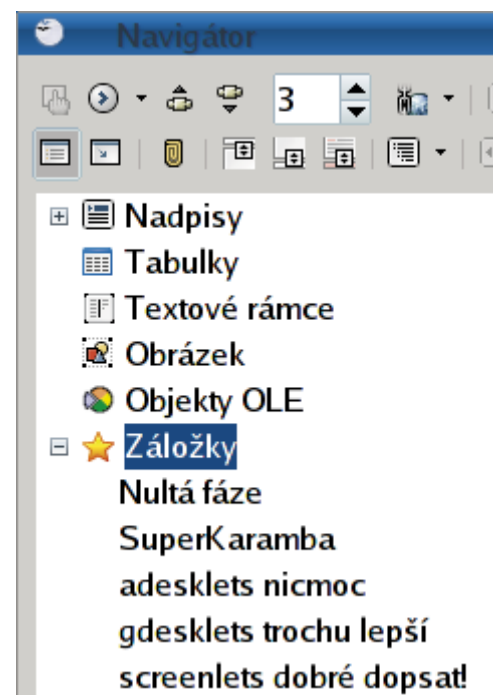 Navigátor
3
Nadpisy
Tabulky
Textové rámce
Obrázek
Objekty OLE
Záložky
Nultá fáze
SuperKaramba
adesklets nicmoc
gdesklets trochu lepší
screenlets dobré dopsat!